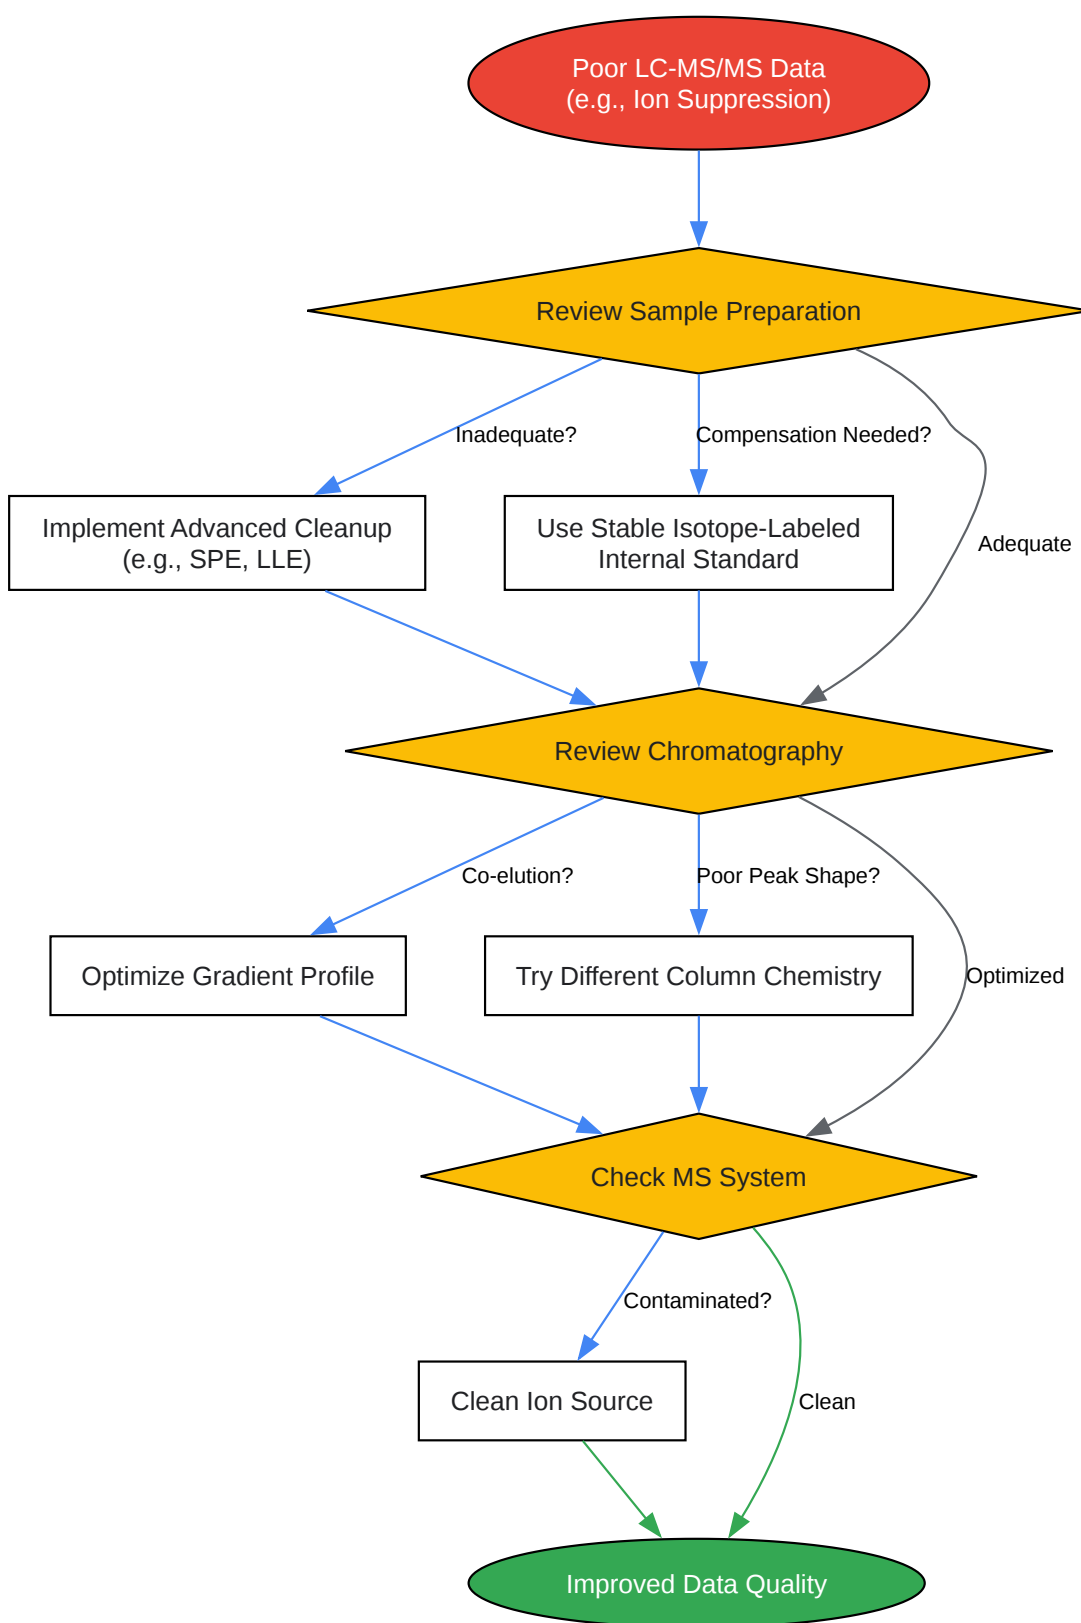 Poor LC-MS/MS Data
(e.g., Ion Suppression)
Review Sample Preparation
Inadequate?
Compensation Needed?
Implement Advanced Cleanup
(e.g., SPE, LLE)
Use Stable Isotope-Labeled
Internal Standard
Adequate
Review Chromatography
Co-elution?
Poor Peak Shape?
Optimize Gradient Profile
Try Different Column Chemistry
Optimized
Check MS System
Contaminated?
Clean Ion Source
Clean
Improved Data Quality